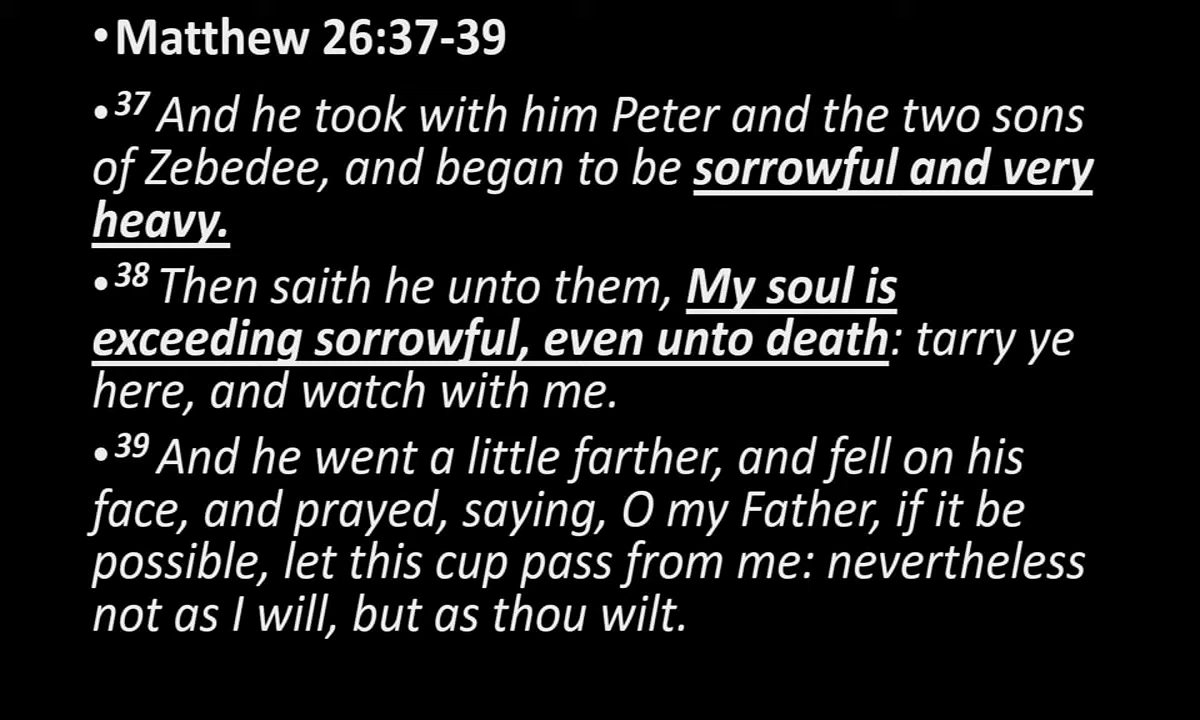 •Matthew 26:37-39
•37 And he took with him Peter and the two sons
of Zebedee, and began to be sorrowful and very
heavy.
•38 Then saith he unto them, My soul is
exceeding sorrowful, even unto death: tarry ye
here, and watch with me.
•39 And he went a little farther, and fell on his
face, and prayed, saying, O my Father, if it be
possible, let this cup pass from me: nevertheless
not as I will, but as thou wilt.